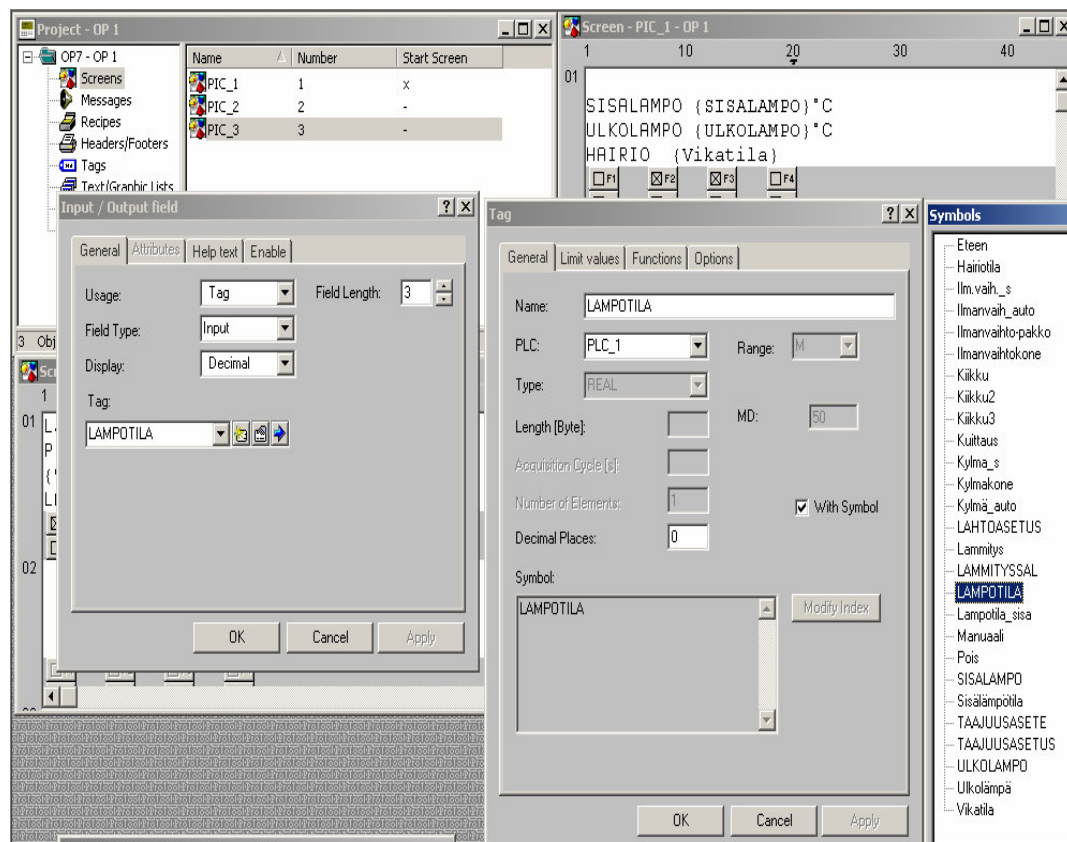 Project - OP 1
OP7 - OP 1
Screens
Messages
Recipes
Headers/Footers
Tags
Text/Graphic Lists
Name Number Start Screen
PIC_1 1 x
PIC_2 2 -
PIC_3 3 -
3 Obj
Screen - PIC_1 - OP 1
1 10 20 30 40
01
SISALAMPO {SISALAMPO}°C
ULKOLAMPO {ULKOLAMPO}°C
HAIRIO {Vikatila}
F1 F2 F3 F4
Input / Output field
General Attributes Help text Enable
Usage: Tag Field Length: 3
Field Type: Input
Display: Decimal
Tag:
LAMPOTILA
OK Cancel Apply
1
01
02
Tag
General Limit values Functions Options
Name: LAMPOTILA
PLC: PLC_1 Range: M
Type: REAL
Length [Byte]: MD: 50
Acquisition Cycle [s]:
Number of Elements: 1
With Symbol
Decimal Places: 0
Symbol:
LAMPOTILA
Modify Index
OK Cancel Apply
Symbols
Eteen
Hairiotila
Ilm.vaih._s
Ilmanvaih_auto
Ilmanvaihto-pakko
Ilmanvaihtokone
Kiikku
Kiikku2
Kiikku3
Kuittaus
Kylma_s
Kylmakone
Kylmä_auto
LAHTOASETUS
Lammitys
LAMMITYSSAL
LAMPOTILA
Lampotila_sisa
Manuaali
Pois
SISALAMPO
Sisälämpötila
TAAJUUSASETE
TAAJUUSASETUS
ULKOLAMPO
Ulkolämpä
Vikatila